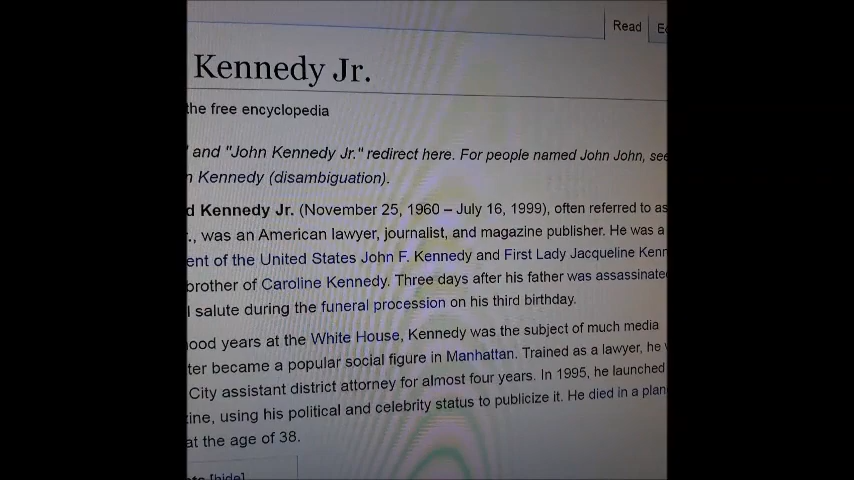 Read
Kennedy Jr.
the free encyclopedia
" and "John Kennedy Jr." redirect here. For people named John John, see
Kennedy (disambiguation).
d Kennedy Jr. (November 25, 1960 – July 16, 1999), often referred to as
., was an American lawyer, journalist, and magazine publisher. He was a
ent of the United States John F. Kennedy and First Lady Jacqueline Kenn
brother of Caroline Kennedy. Three days after his father was assassinate
l salute during the funeral procession on his third birthday.
ood years at the White House, Kennedy was the subject of much media
ter became a popular social figure in Manhattan. Trained as a lawyer, he
City assistant district attorney for almost four years. In 1995, he launched
ine, using his political and celebrity status to publicize it. He died in a plan
at the age of 38.
[hide]